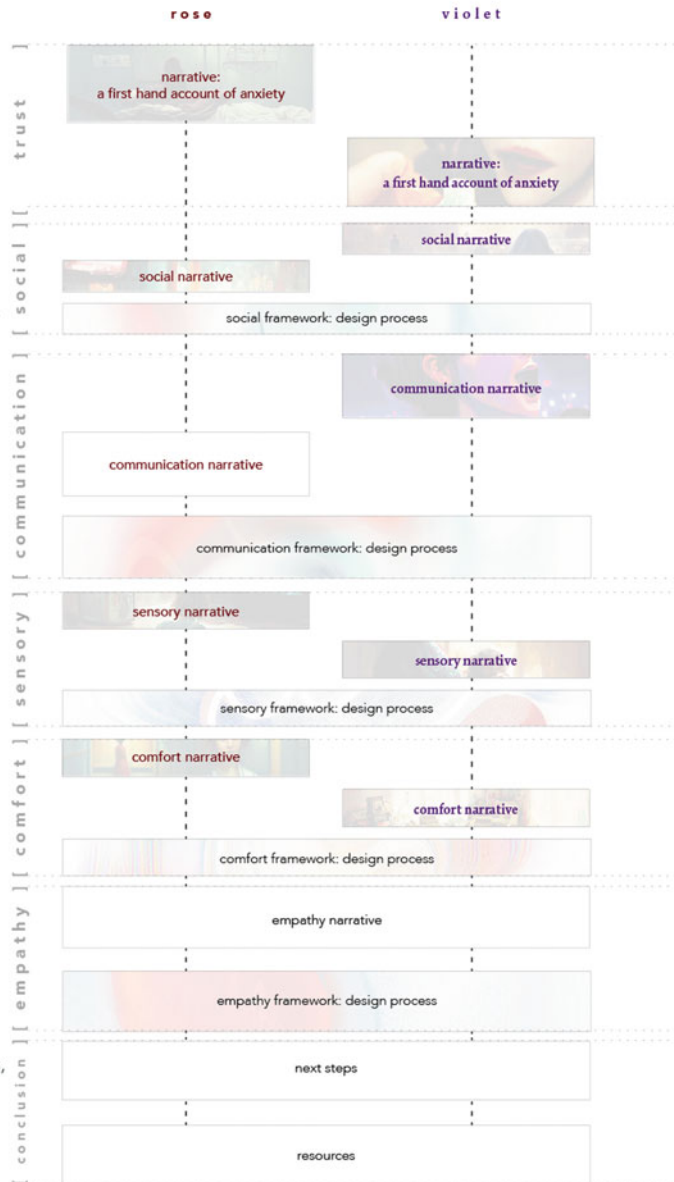 rose
violet
trust ]
narrative:
a first hand account of anxiety
narrative:
a first hand account of anxiety
[ social ] [
social narrative
social narrative
social framework: design process
[ communication ]
communication narrative
communication narrative
communication framework: design process
[ sensory ] [
sensory narrative
sensory narrative
sensory framework: design process
[ comfort ]
comfort narrative
comfort narrative
comfort framework: design process
[ empathy ] [
empathy narrative
empathy framework: design process
[ conclusion ]
,
next steps
resources